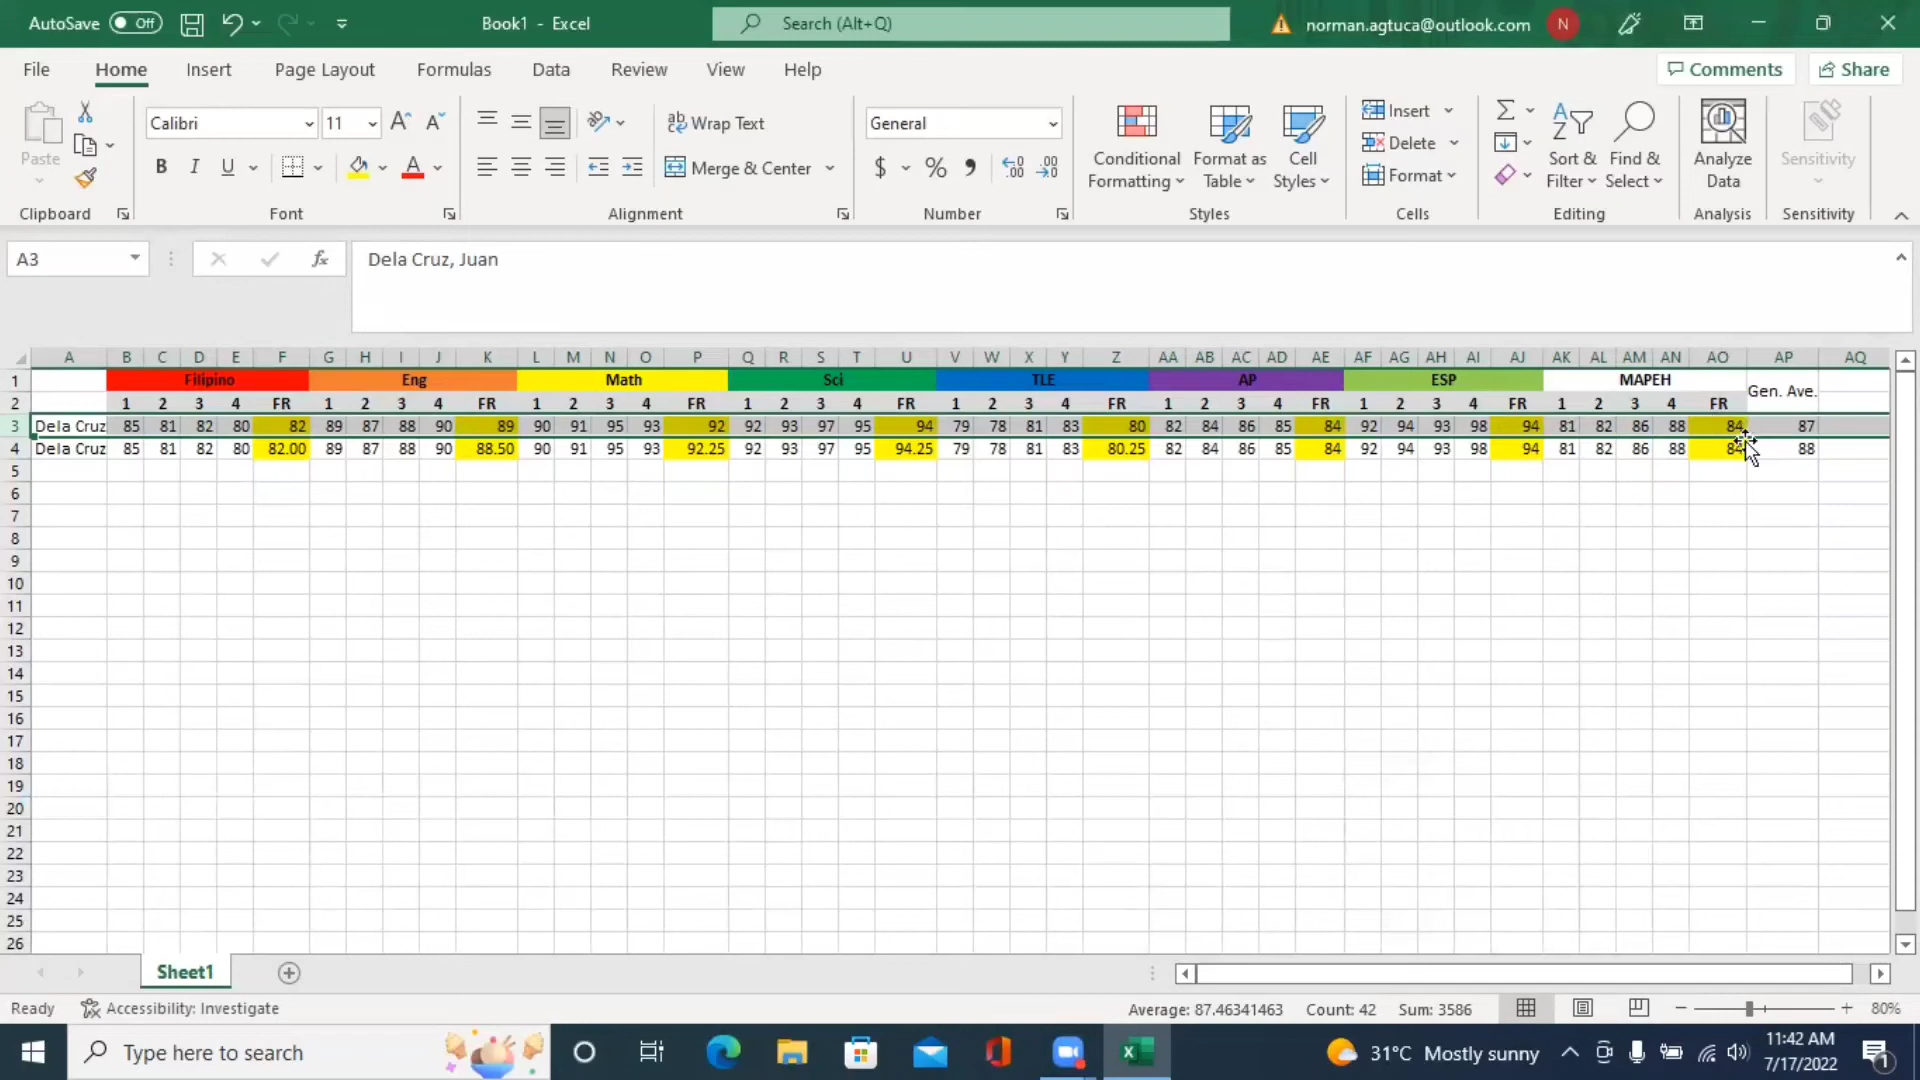 AutoSave Off Book1 - Excel Search (Alt+Q) norman.agtuca@outlook.com N
File Home Insert Page Layout Formulas Data Review View Help Comments Share
Paste
Clipboard
Calibri 11
B I U
Font
Wrap Text
Merge & Center
Alignment
General
$ %
Number
Conditional Formatting
Format as Table
Cell Styles
Styles
Insert
Delete
Format
Cells
Sort & Filter
Find & Select
Editing
Analyze Data
Analysis
Sensitivity
Sensitivity
A3 fx Dela Cruz, Juan
A B C D E F G H I J K L M N O P Q R S T U V W X Y Z AA AB AC AD AE AF AG AH AI AJ AK AL AM AN AO AP AQ
1 Filipino Eng Math Sci TLE AP ESP MAPEH Gen. Ave.
2 1 2 3 4 FR 1 2 3 4 FR 1 2 3 4 FR 1 2 3 4 FR 1 2 3 4 FR 1 2 3 4 FR 1 2 3 4 FR 1 2 3 4 FR
3 Dela Cruz 85 81 82 80 82 89 87 88 90 89 90 91 95 93 92 92 93 97 95 94 79 78 81 83 80 82 84 86 85 84 92 94 93 98 94 81 82 86 88 84 87
4 Dela Cruz 85 81 82 80 82.00 89 87 88 90 88.50 90 91 95 93 92.25 92 93 97 95 94.25 79 78 81 83 80.25 82 84 86 85 84 92 94 93 98 94 81 82 86 88 84 88
5
6
7
8
9
10
11
12
13
14
15
16
17
18
19
20
21
22
23
24
25
26
Sheet1
Ready Accessibility: Investigate Average: 87.46341463 Count: 42 Sum: 3586 80%
Type here to search 31°C Mostly sunny 11:42 AM
7/17/2022 1